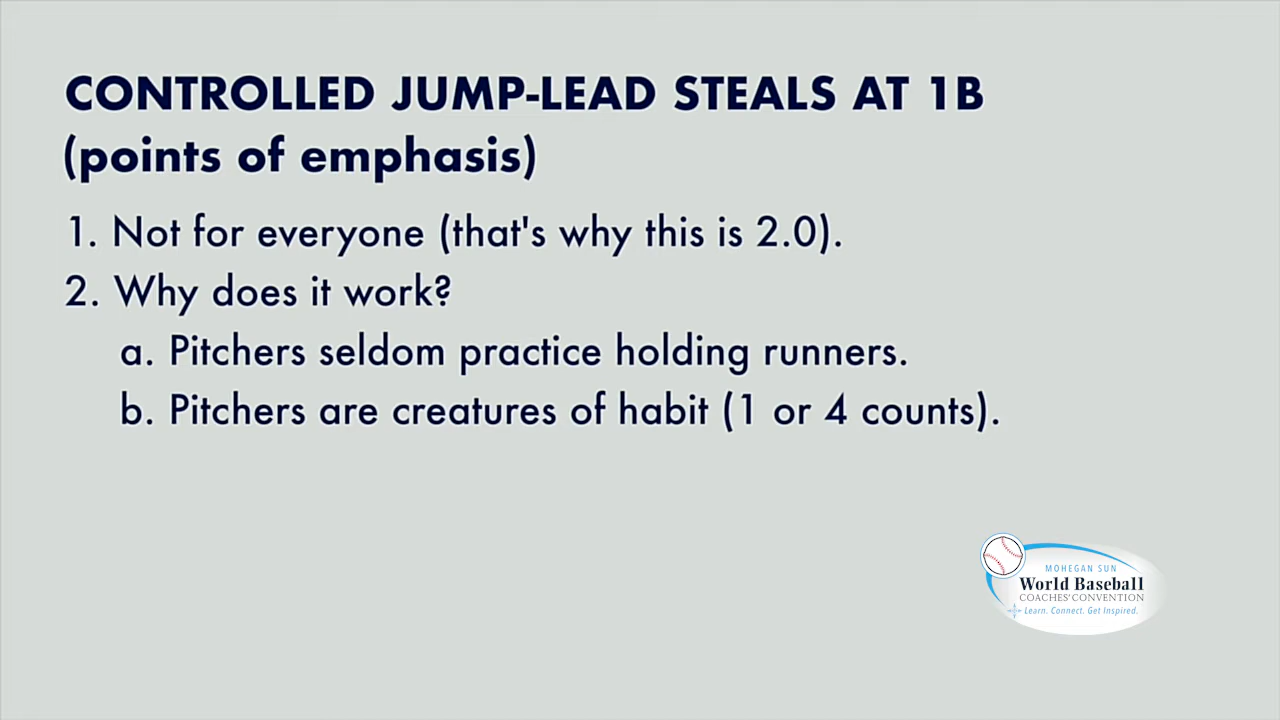 CONTROLLED JUMP-LEAD STEALS AT 1B
(points of emphasis)
1. Not for everyone (that's why this is 2.0).
2. Why does it work?
a. Pitchers seldom practice holding runners.
b. Pitchers are creatures of habit (1 or 4 counts).
MOHEGAN SUN
World Baseball
COACHES' CONVENTION
Learn. Connect. Get Inspired.